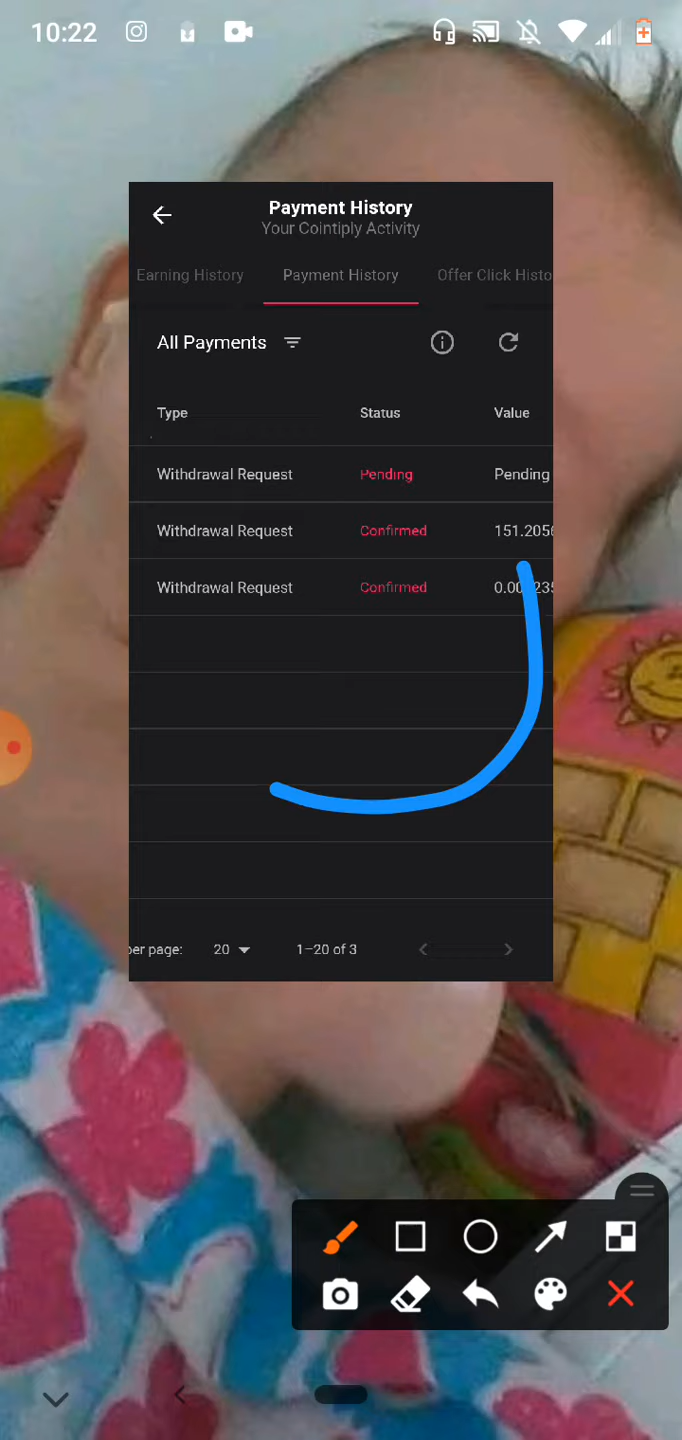 10:22
Payment History
Your Cointiply Activity
Earning History Payment History Offer Click Histo
All Payments
Type Status Value
Withdrawal Request Pending Pending
Withdrawal Request Confirmed 151.2056
Withdrawal Request Confirmed
per page: 20 1–20 of 3